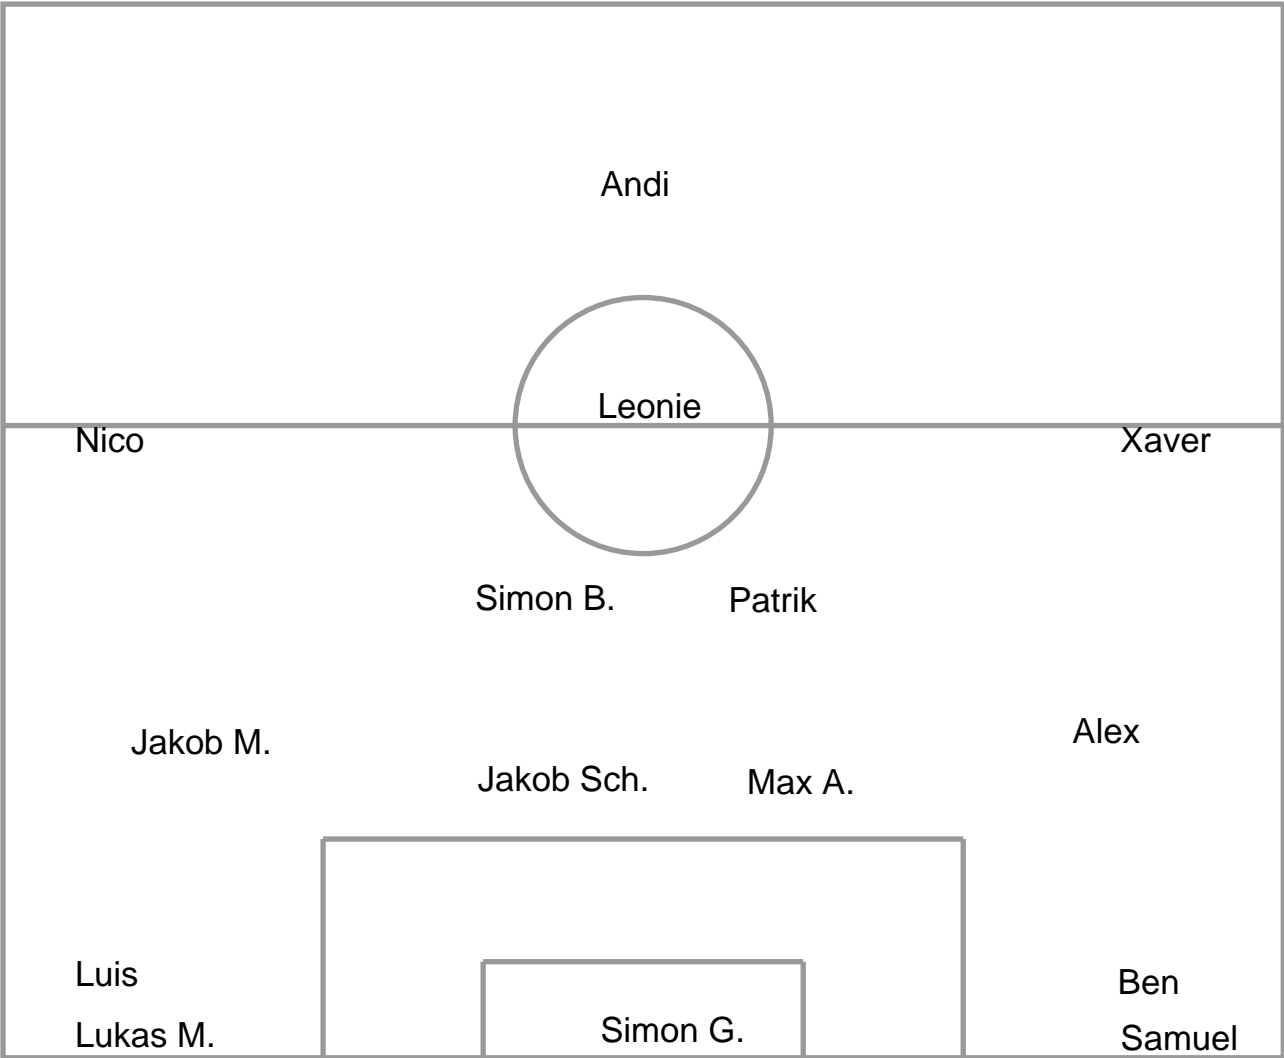 Andi
Leonie
Nico
Xaver
Simon B.
Patrik
Jakob M.
Alex
Jakob Sch.
Max A.
Luis
Ben
Lukas M.
Simon G.
Samuel